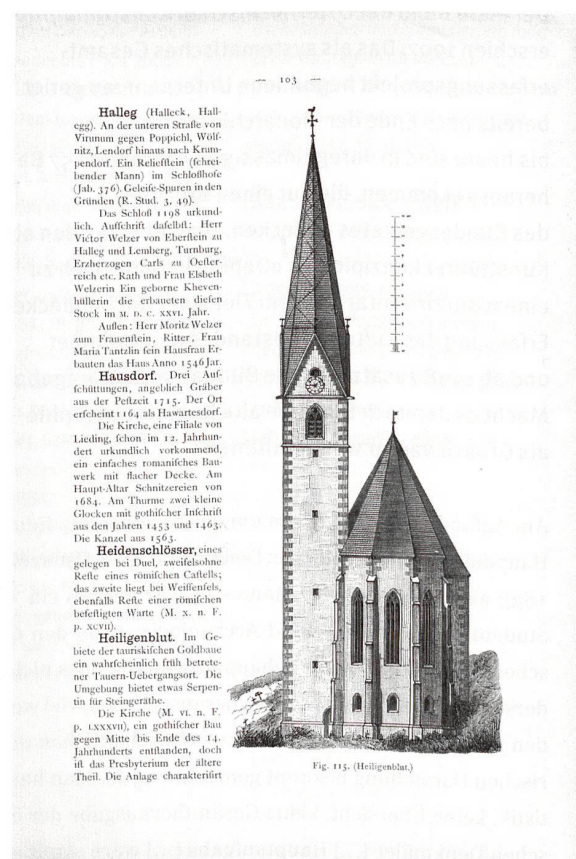 — 103 —
Halleg (Halleck, Hall-
egg). An der unteren Straſse von
Virunum gegen Poppichl, Wölf-
nitz, Lendorf hinaus nach Krum-
pendorf. Ein Reliefſtein (ſchrei-
bender Mann) im Schloſshofe
(Jab. 376). Geleiſe-Spuren in den
Gründen (R. Stud. 3, 49).
Das Schloſs 1198 urkund-
lich. Aufſchrift daſelbſt: Herr
Victor Welzer von Eberſtein zu
Halleg und Lemberg, Turnburg,
Erzherzogen Carls zu Oeſter-
reich etc. Rath und Frau Elsbeth
Welzerin Ein geborne Kheven-
hüllerin die erbaueten dieſen
Stock im M. D. C. XXVI. Jahr.
Auſsen: Herr Moritz Welzer
zum Frauenſtein, Ritter, Frau
Maria Tantzlin ſein Hausfrau Er-
bauten das Haus Anno 1546 Jar.
Hausdorf. Drei Auf-
ſchüttungen, angeblich Gräber
aus der Peſtzeit 1715. Der Ort
erſcheint 1164 als Hawartesdorf.
Die Kirche, eine Filiale von
Lieding, ſchon im 12. Jahrhun-
dert urkundlich vorkommend,
ein einfaches romaniſches Bau-
werk mit flacher Decke. Am
Haupt-Altar Schnitzereien von
1684. Am Thurme zwei kleine
Glocken mit gothiſcher Inſchrift
aus den Jahren 1453 und 1463.
Die Kanzel aus 1563.
Heidenschlösser, eines
gelegen bei Duel, zweifelsohne
Reſte eines römiſchen Caſtells;
das zweite liegt bei Weiſſenfels,
ebenfalls Reſte einer römiſchen
befeſtigten Warte (M. X. n. F.
p. XCVII).
Heiligenblut. Im Ge-
biete der tauriskiſchen Goldbaue
ein wahrſcheinlich früh betrete-
ner Tauern-Uebergangsort. Die
Umgebung bietet etwas Serpen-
tin für Steingeräthe.
Die Kirche (M. VI. n. F.
p. LXXXVII), ein gothiſcher Bau
gegen Mitte bis Ende des 14.
Jahrhunderts entſtanden, doch
iſt das Presbyterium der ältere
Theil. Die Anlage charakteriſirt
Fig. 115. (Heiligenblut.)